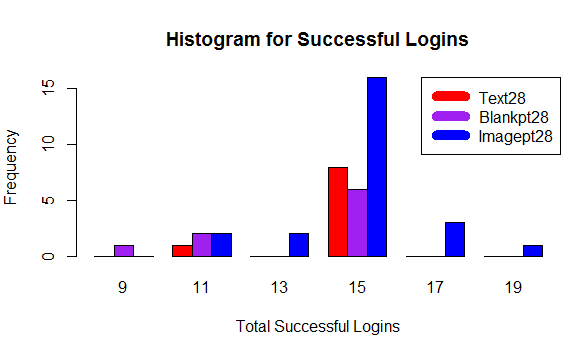 Histogram for Successful Logins
Text28
Blankpt28
Imagept28
15
10
5
0
Frequency
9 11 13 15 17 19
Total Successful Logins